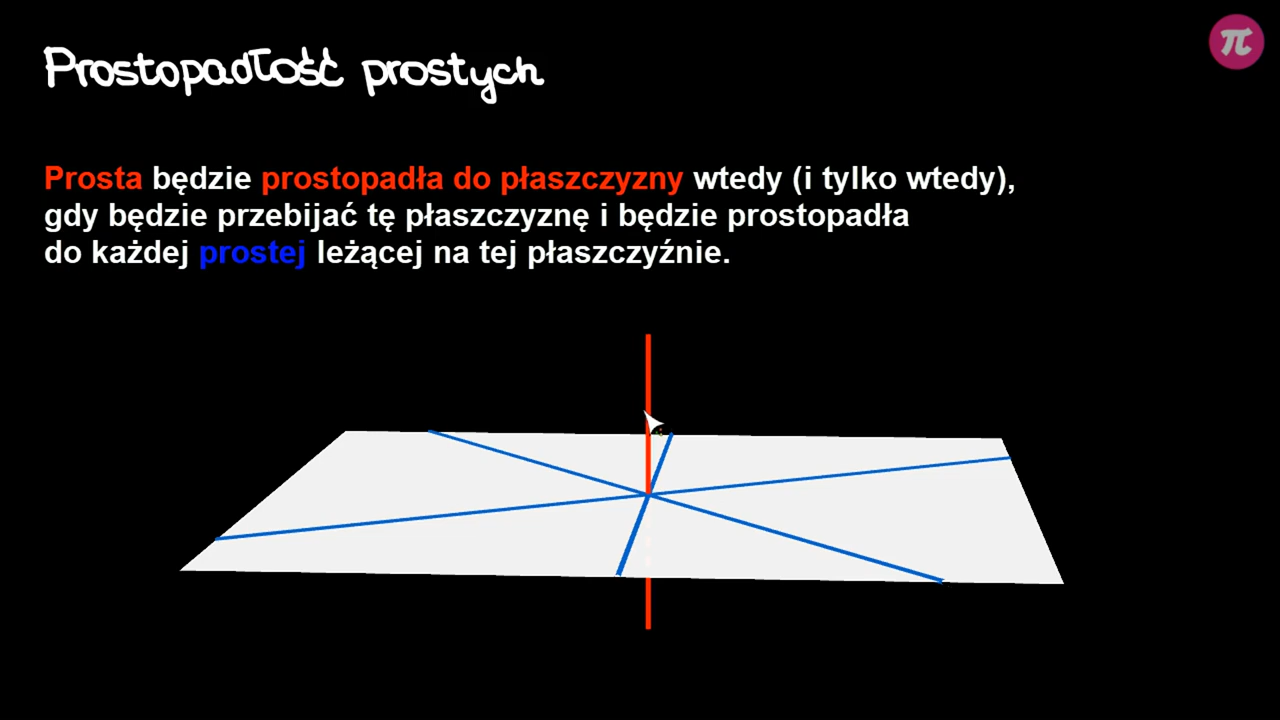 Prostopadłość prostych
Prosta będzie prostopadła do płaszczyzny wtedy (i tylko wtedy),
gdy będzie przebijać tę płaszczyznę i będzie prostopadła
do każdej prostej leżącej na tej płaszczyźnie.
π